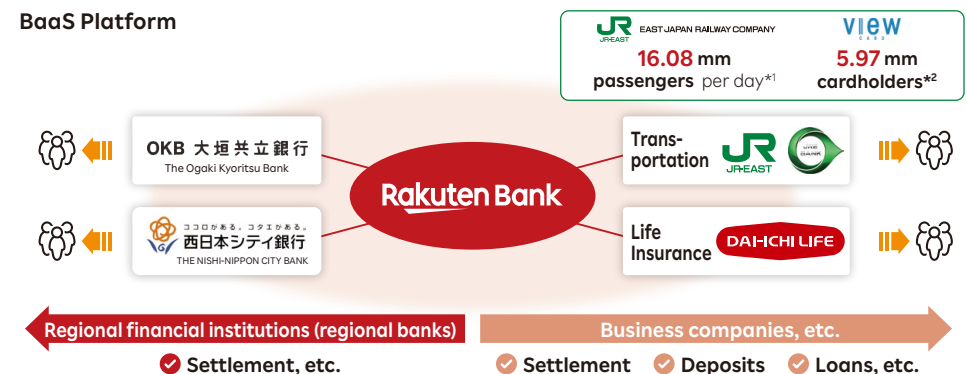 BaaS Platform
JR-EAST
EAST JAPAN RAILWAY COMPANY
VIEW
CARD
16.08 mm
passengers per day*1
5.97 mm
cardholders*2
OKB 大垣共立銀行
The Ogaki Kyoritsu Bank
ココロがある。コタエがある。
西日本シティ銀行
THE NISHI-NIPPON CITY BANK
Rakuten Bank
Trans-
portation
JR-EAST
JRE
BANK
Life
Insurance
DAI-ICHI LIFE
Regional financial institutions (regional banks)
Business companies, etc.
Settlement, etc.
Settlement
Deposits
Loans, etc.